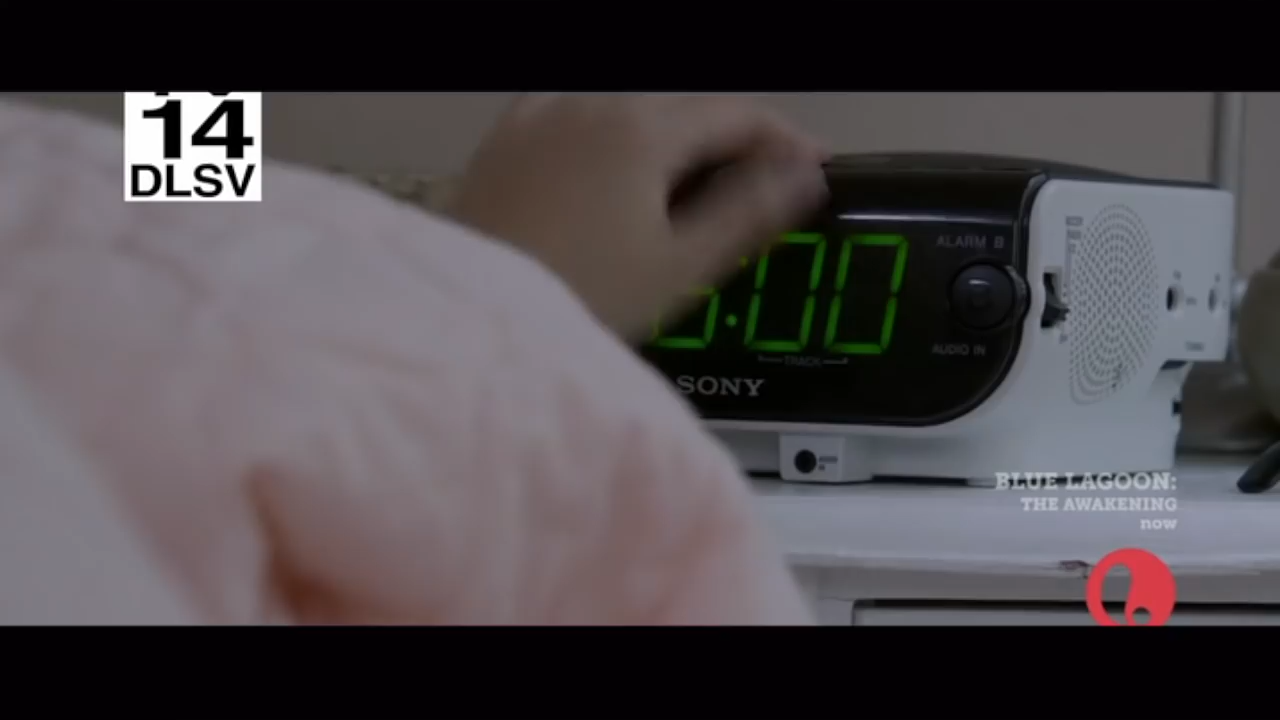 14
DLSV
ALARM B
:00
AUDIO IN
TRACK
SONY
BLUE LAGOON:
THE AWAKENING
now